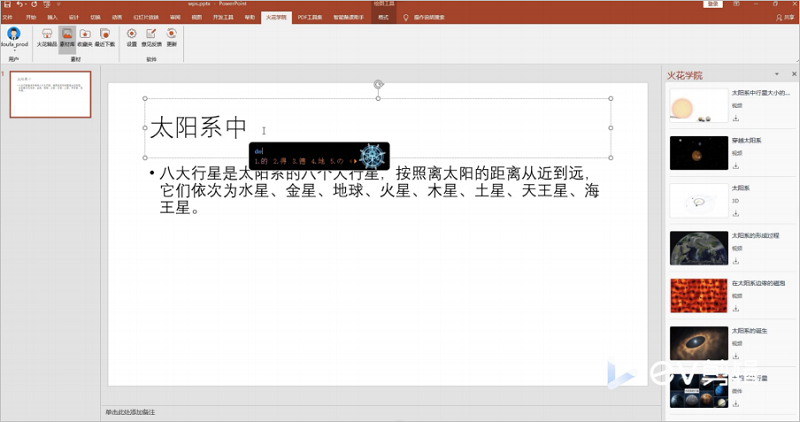 wps.pptx - PowerPoint
绘图工具
登录
文件 开始 插入 设计 切换 动画 幻灯片放映 审阅 视图 开发工具 帮助 火花学院 PDF工具集 智能翻译助手 格式 操作说明搜索
共享
火花精品 素材库 收藏夹 最近下载 设置 意见反馈 更新
用户 素材 软件
1
太阳系中
de
1.的 2.得 3.德 4.地 5.の
• 八大行星是太阳系的八个大行星，按照离太阳的距离从近到远，
它们依次为水星、金星、地球、火星、木星、土星、天王星、海
王星。
单击此处添加备注
火花学院
太阳系中行星大小的...
视频
穿越太阳系
视频
太阳系
3D
太阳系的形成过程
视频
在太阳系边缘的磁泡
视频
太阳系的诞生
视频
ev剪辑